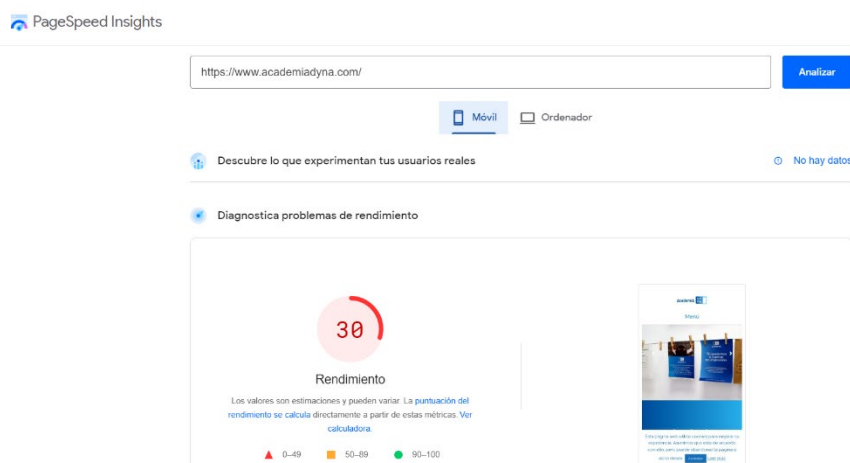 PageSpeed Insights
https://www.academiadyna.com/
Analizar
Móvil
Ordenador
Descubre lo que experimentan tus usuarios reales
No hay datos
Diagnostica problemas de rendimiento
30
Rendimiento
Los valores son estimaciones y pueden variar. La puntuación del
rendimiento se calcula directamente a partir de estas métricas. Ver
calculadora.
0–49
50–89
90–100
Menú